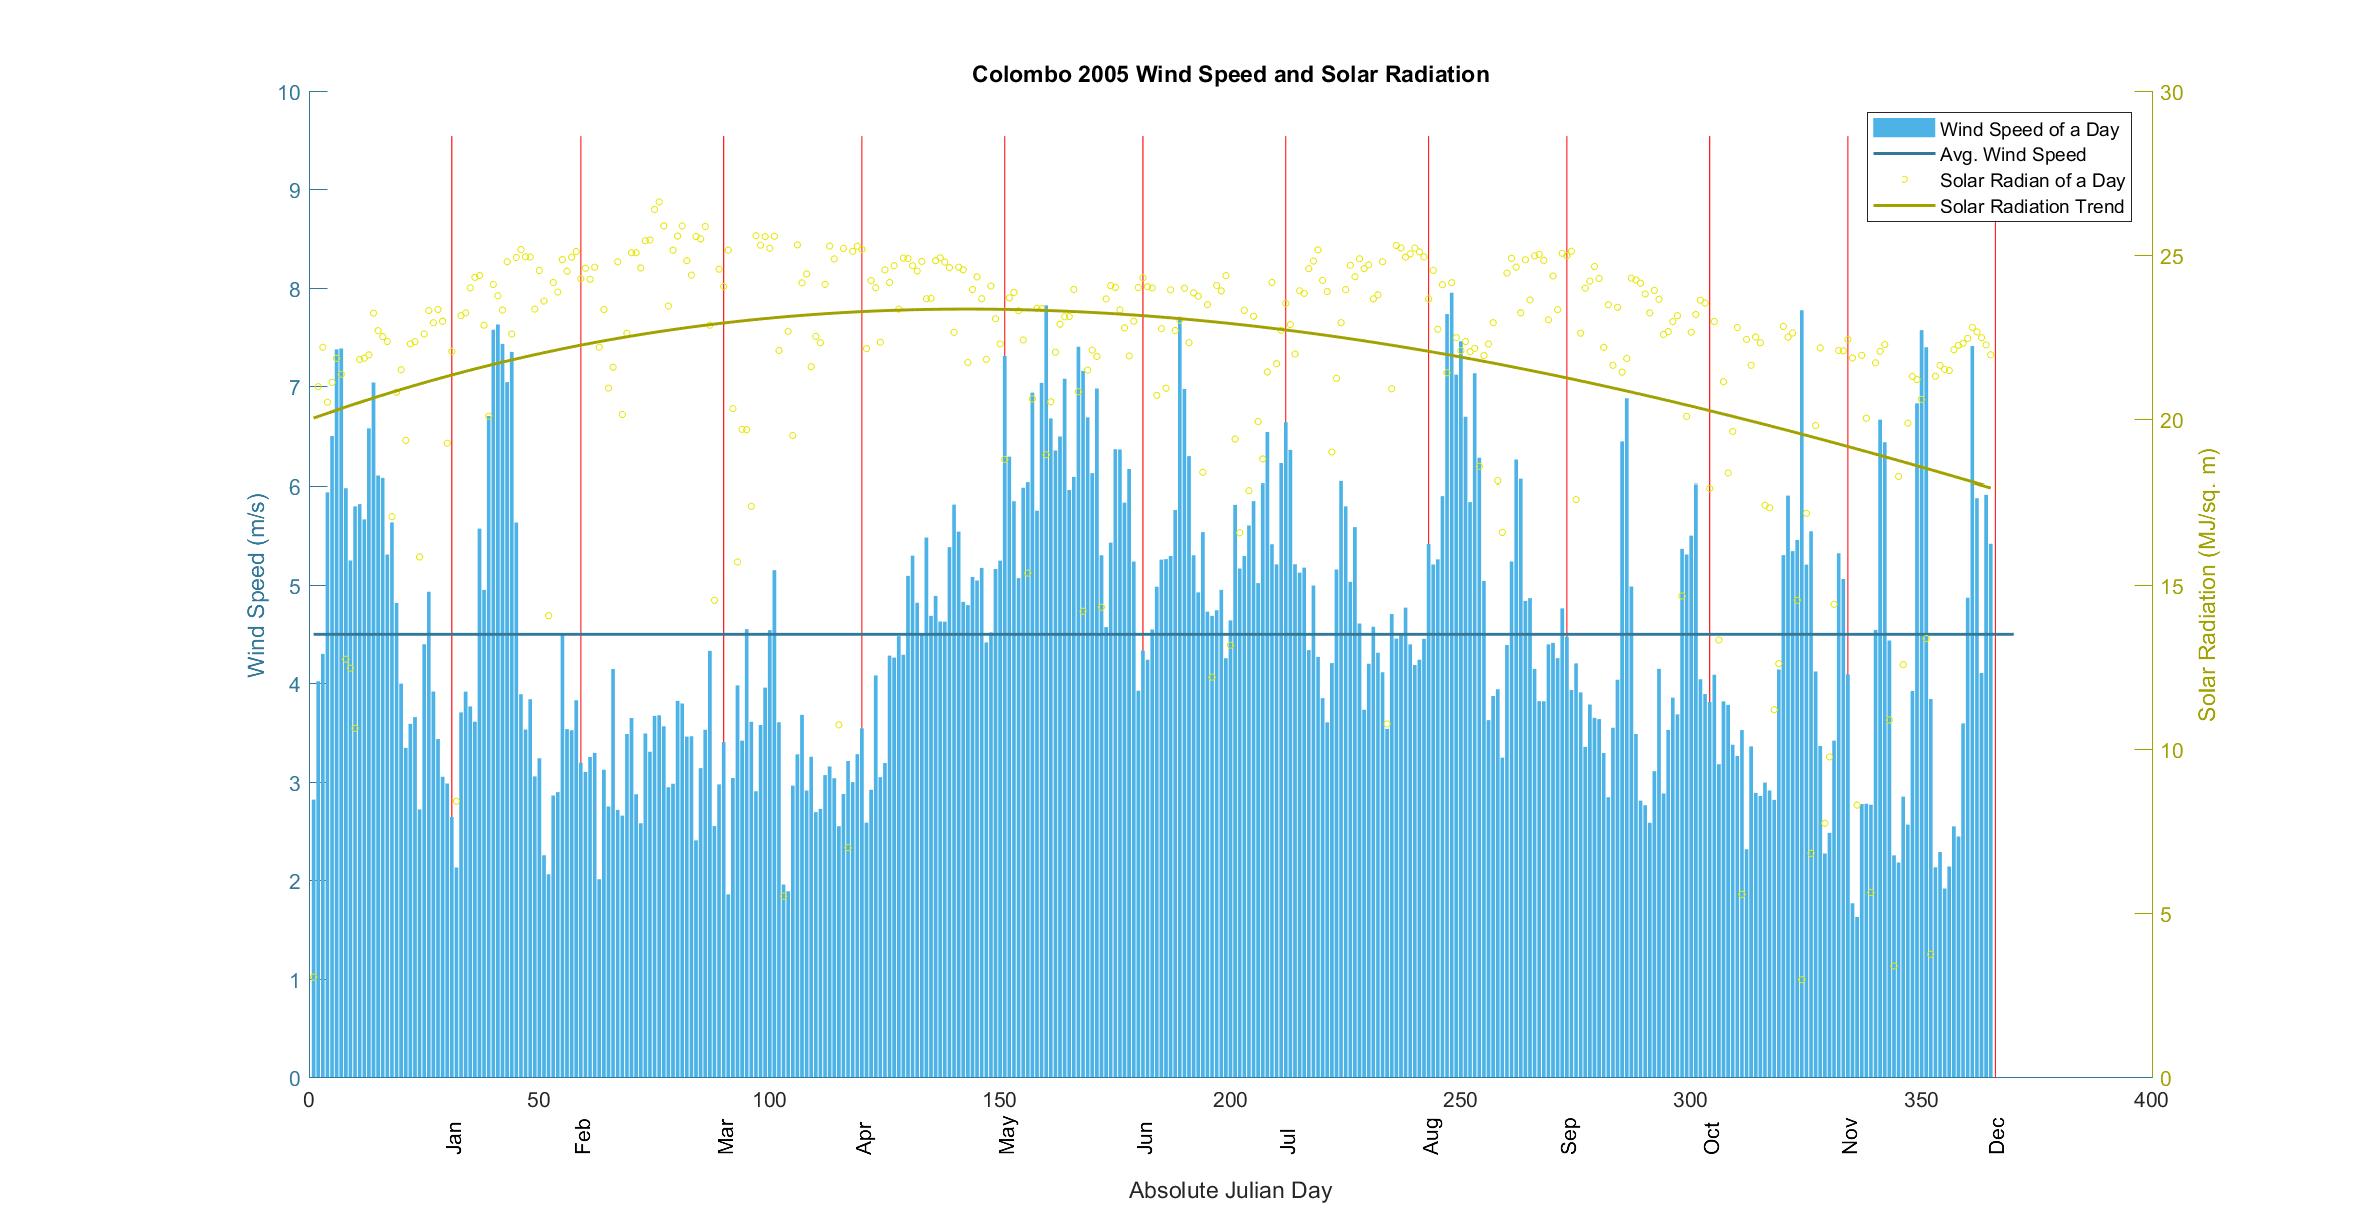 Colombo 2005 Wind Speed and Solar Radiation
10
9
8
7
6
5
4
3
2
1
0
Wind Speed (m/s)
Wind Speed of a Day
Avg. Wind Speed
Solar Radian of a Day
Solar Radiation Trend
30
25
20
15
10
5
0
Solar Radiation (MJ/sq. m)
0 50 100 150 200 250 300 350 400
Jan Feb Mar Apr May Jun Jul Aug Sep Oct Nov Dec
Absolute Julian Day